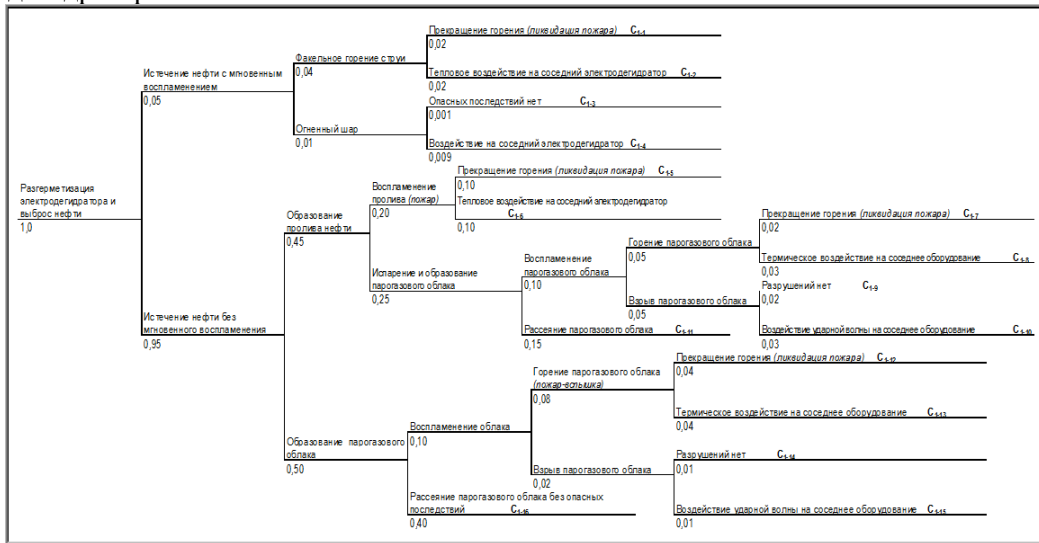 Прекращение горения (ликвидация пожара) С₁₋₁
0,02
Факельное горение струи
0,04
Тепловое воздействие на соседний электродегидратор С₁₋₂
0,02
Истечение нефти с мгновенным
воспламенением
0,05
Опасных последствий нет С₁₋₃
0,001
Огненный шар
0,01
Воздействие на соседний электродегидратор С₁₋₄
0,009
Разгерметизация
электродегидратора и
выброс нефти
1,0
Прекращение горения (ликвидация пожара) С₁₋₅
0,10
Воспламенение
пролива (пожар)
0,20
Тепловое воздействие на соседний электродегидратор
С₁₋₆
0,10
Образование
пролива нефти
0,45
Прекращение горения (ликвидация пожара) С₁₋₇
0,02
Горение парогазового облака
0,05
Термическое воздействие на соседнее оборудование С₁₋₈
0,03
Воспламенение
парогазового облака
0,10
Испарение и образование
парогазового облака
0,25
Разрушений нет С₁₋₉
0,02
Взрыв парогазового облака
0,05
Воздействие ударной волны на соседнее оборудование С₁₋₁₀
0,03
Рассеяние парогазового облака С₁₋₁₁
0,15
Истечение нефти без
мгновенного воспламенения
0,95
Прекращение горения (ликвидация пожара) С₁₋₁₂
0,04
Горение парогазового облака
(пожар-вспышка)
0,08
Термическое воздействие на соседнее оборудование С₁₋₁₃
0,04
Воспламенение облака
0,10
Образование парогазового
облака
0,50
Разрушений нет С₁₋₁₄
0,01
Взрыв парогазового облака
0,02
Воздействие ударной волны на соседнее оборудование С₁₋₁₅
0,01
Рассеяние парогазового облака без опасных
последствий С₁₋₁₆
0,40